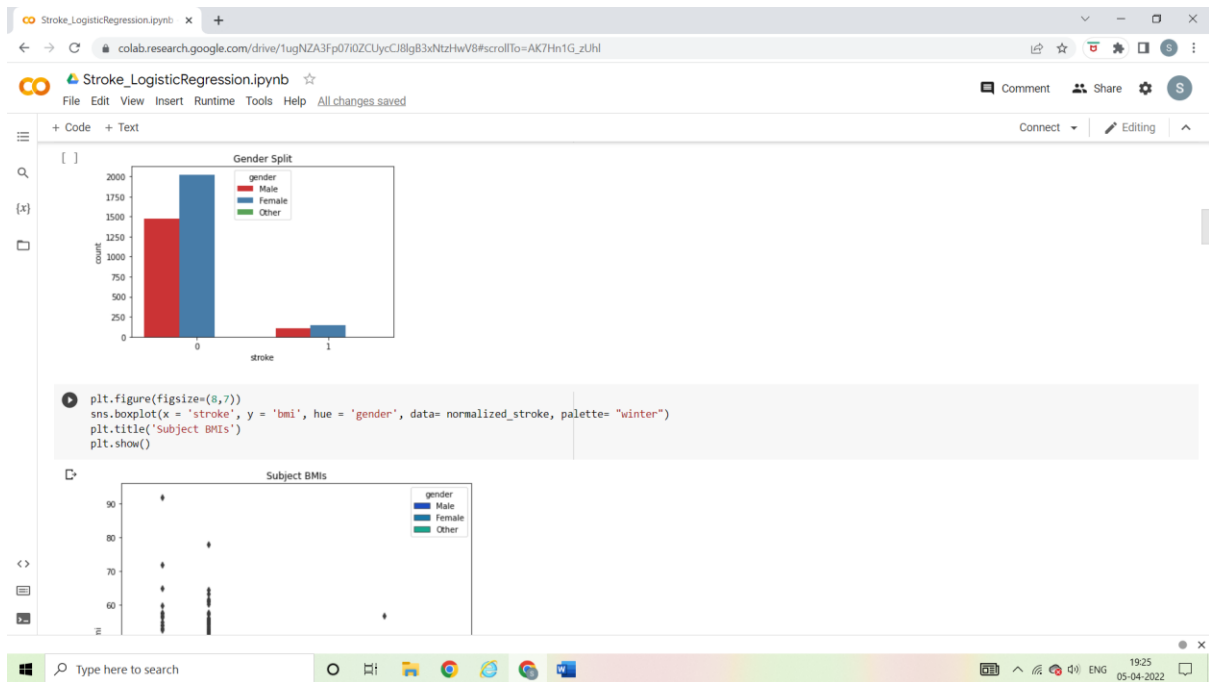 Stroke_LogisticRegression.ipynb
colab.research.google.com/drive/1ugNZA3Fp07i0ZCUycCJ8lgB3xNtzHwV8#scrollTo=AK7Hn1G_zUhl
S
CO
Stroke_LogisticRegression.ipynb
Comment
Share
S
File Edit View Insert Runtime Tools Help All changes saved
+ Code + Text
Connect
Editing
[ ]
Gender Split
gender
Male
Female
Other
2000
1750
1500
1250
1000
750
500
250
0
count
0 1
stroke
{x}
plt.figure(figsize=(8,7))
sns.boxplot(x = 'stroke', y = 'bmi', hue = 'gender', data= normalized_stroke, palette= "winter")
plt.title('Subject BMIs')
plt.show()
Subject BMIs
gender
Male
Female
Other
90
80
70
60
<>
Type here to search
ENG
19:25
05-04-2022